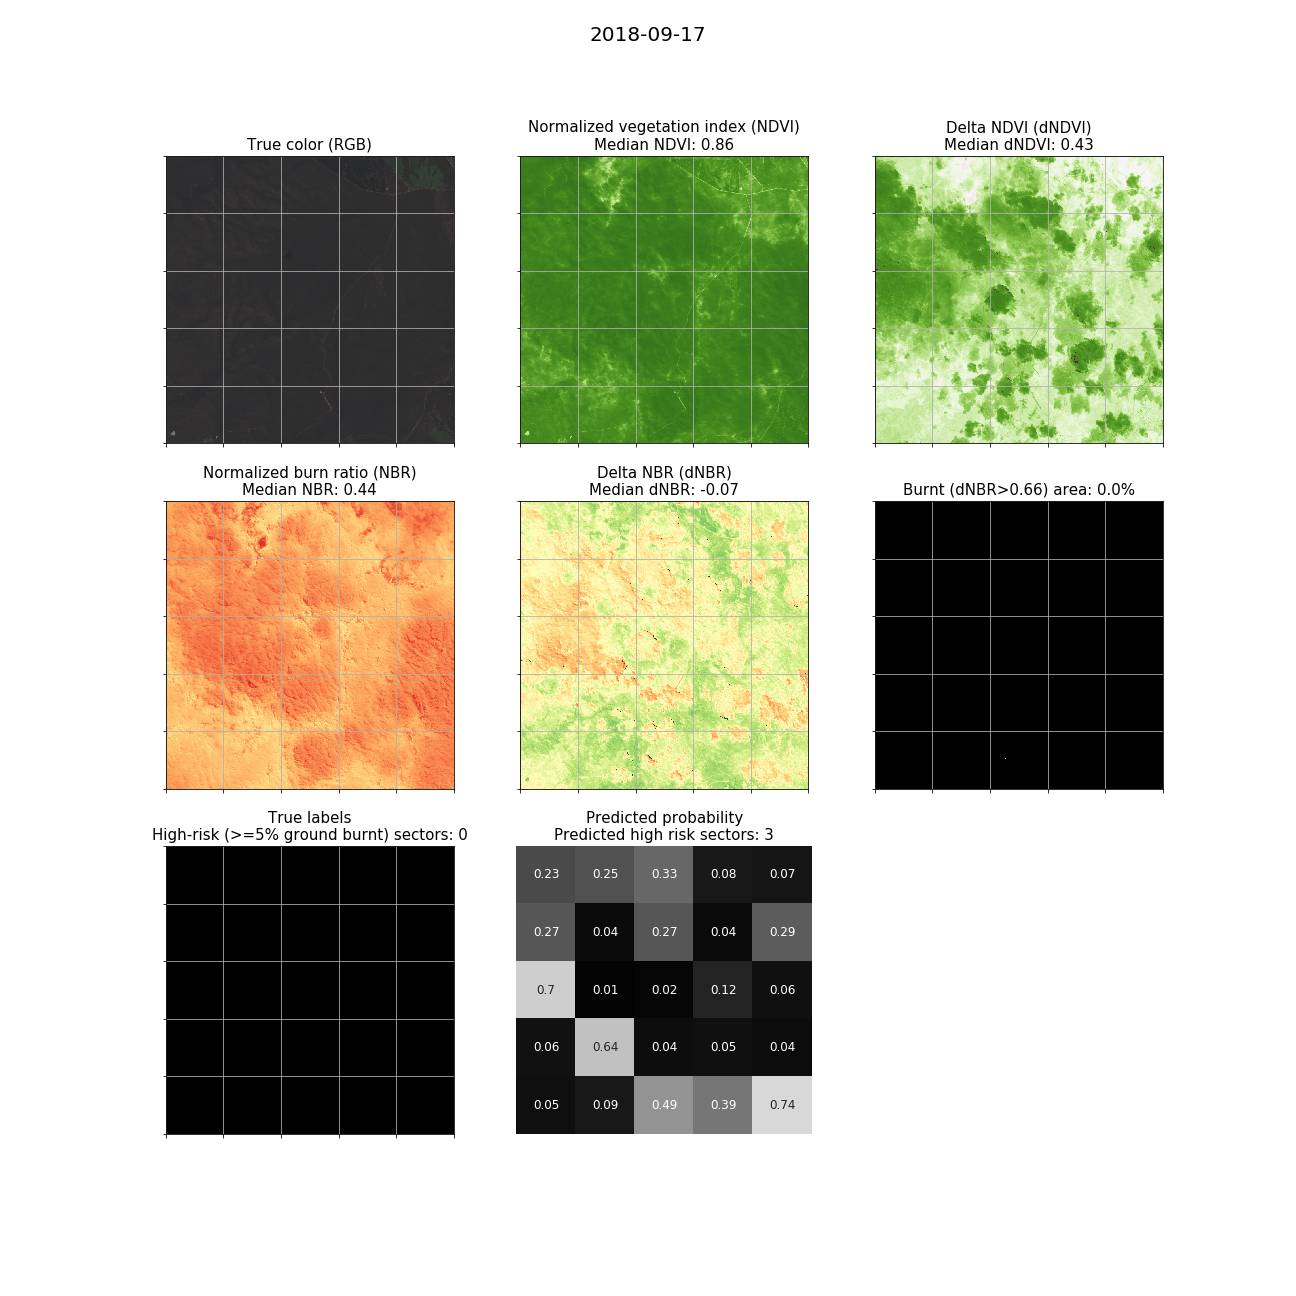 2018-09-17
True color (RGB)
Normalized vegetation index (NDVI)
Median NDVI: 0.86
Delta NDVI (dNDVI)
Median dNDVI: 0.43
Normalized burn ratio (NBR)
Median NBR: 0.44
Delta NBR (dNBR)
Median dNBR: -0.07
Burnt (dNBR>0.66) area: 0.0%
True labels
High-risk (>=5% ground burnt) sectors: 0
Predicted probability
Predicted high risk sectors: 3
0.23 0.25 0.33 0.08 0.07
0.27 0.04 0.27 0.04 0.29
0.7 0.01 0.02 0.12 0.06
0.06 0.64 0.04 0.05 0.04
0.05 0.09 0.49 0.39 0.74